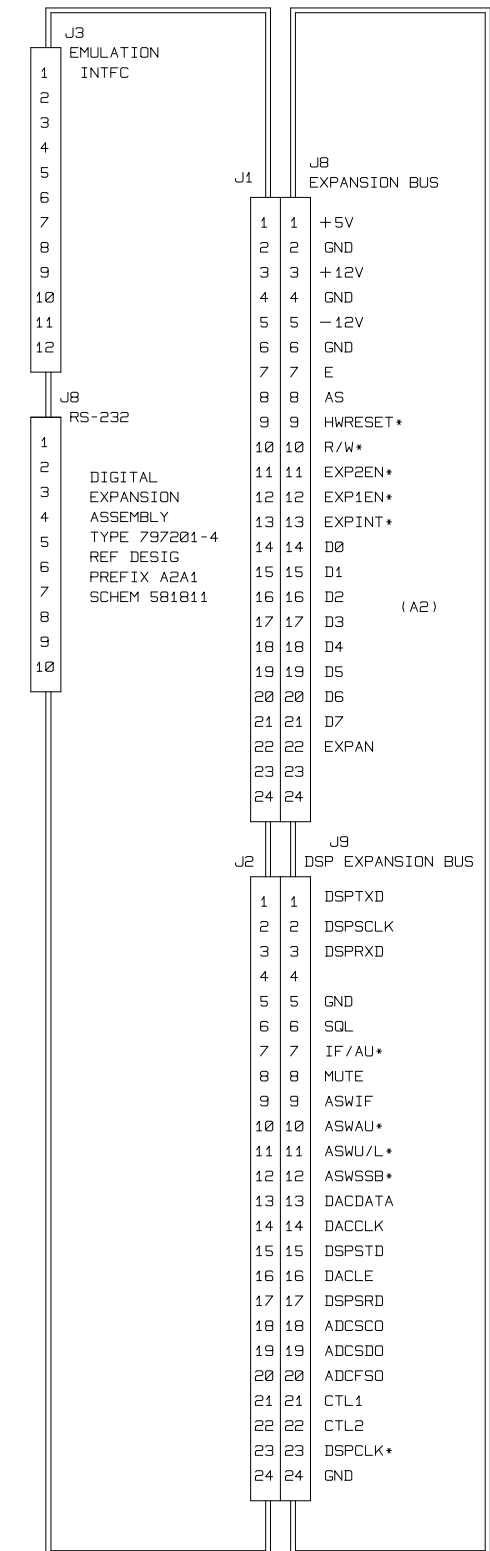 J3
EMULATION
INTFC
1
2
3
4
5
6
7
8
9
10
11
12
J8
RS-232
1
2
3
4
5
6
7
8
9
10
DIGITAL
EXPANSION
ASSEMBLY
TYPE 797201-4
REF DESIG
PREFIX A2A1
SCHEM 581811
J1
J8
EXPANSION BUS
1 1 +5V
2 2 GND
3 3 +12V
4 4 GND
5 5 -12V
6 6 GND
7 7 E
8 8 AS
9 9 HWRESET*
10 10 R/W*
11 11 EXP2EN*
12 12 EXP1EN*
13 13 EXPINT*
14 14 D0
15 15 D1
16 16 D2
(A2)
17 17 D3
18 18 D4
19 19 D5
20 20 D6
21 21 D7
22 22 EXPAN
23 23
24 24
J2
J9
DSP EXPANSION BUS
1 1 DSPTXD
2 2 DSPSCLK
3 3 DSPRXD
4 4
5 5 GND
6 6 SQL
7 7 IF/AU*
8 8 MUTE
9 9 ASWIF
10 10 ASWAU*
11 11 ASWU/L*
12 12 ASWSSB*
13 13 DACDATA
14 14 DACCLK
15 15 DSPSTD
16 16 DACLE
17 17 DSPSRD
18 18 ADCSCO
19 19 ADCSDO
20 20 ADCFSO
21 21 CTL1
22 22 CTL2
23 23 DSPCLK*
24 24 GND